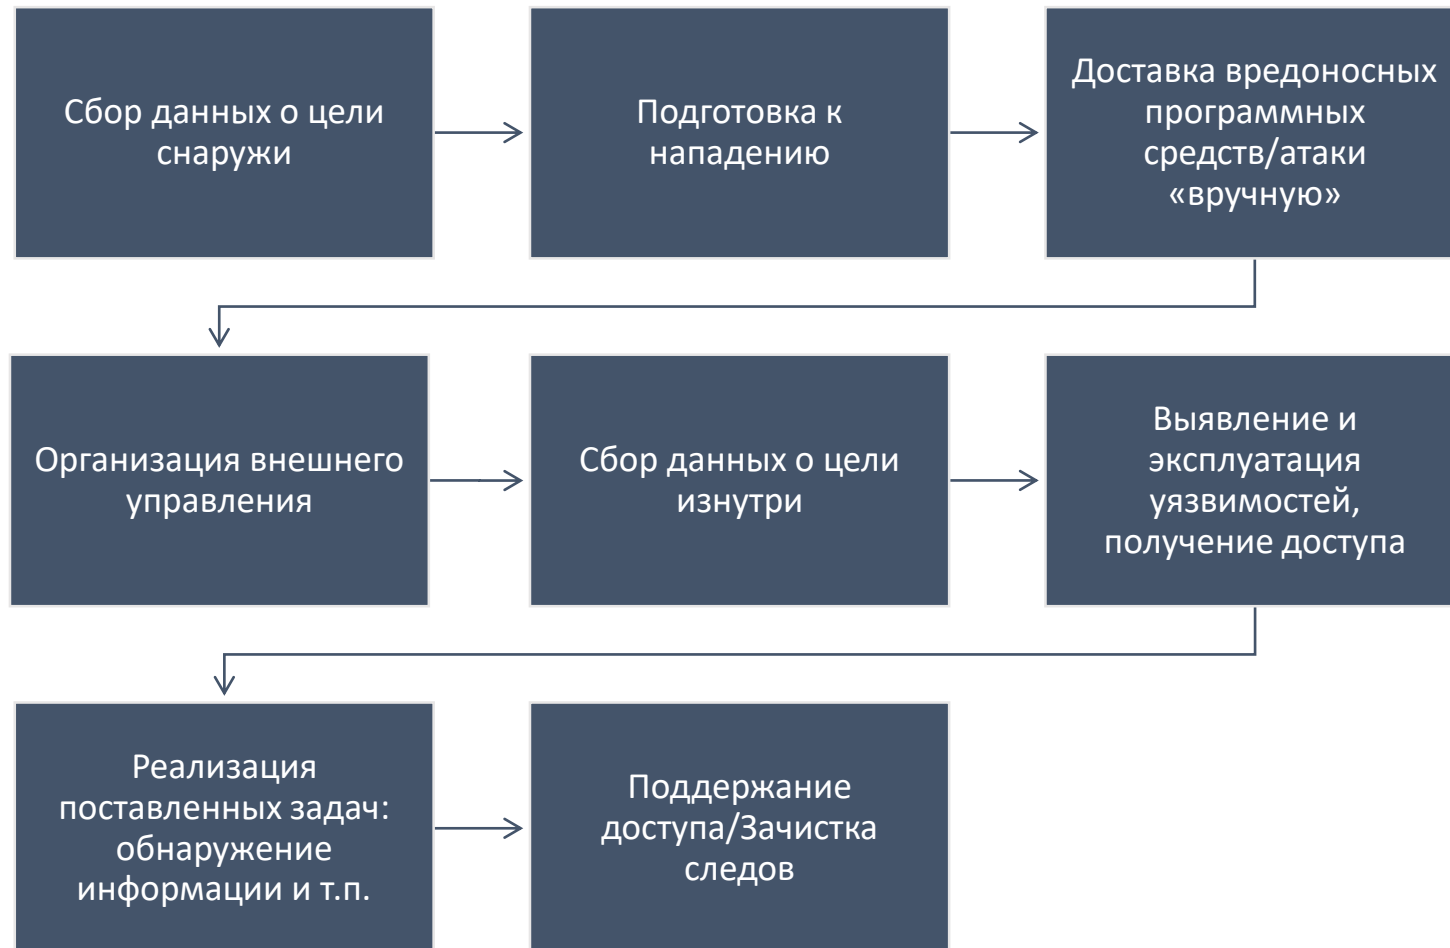 Сбор данных о цели
снаружи
Подготовка к
нападению
Доставка вредоносных
программных
средств/атаки
«вручную»
Организация внешнего
управления
Сбор данных о цели
изнутри
Выявление и
эксплуатация
уязвимостей,
получение доступа
Реализация
поставленных задач:
обнаружение
информации и т.п.
Поддержание
доступа/Зачистка
следов